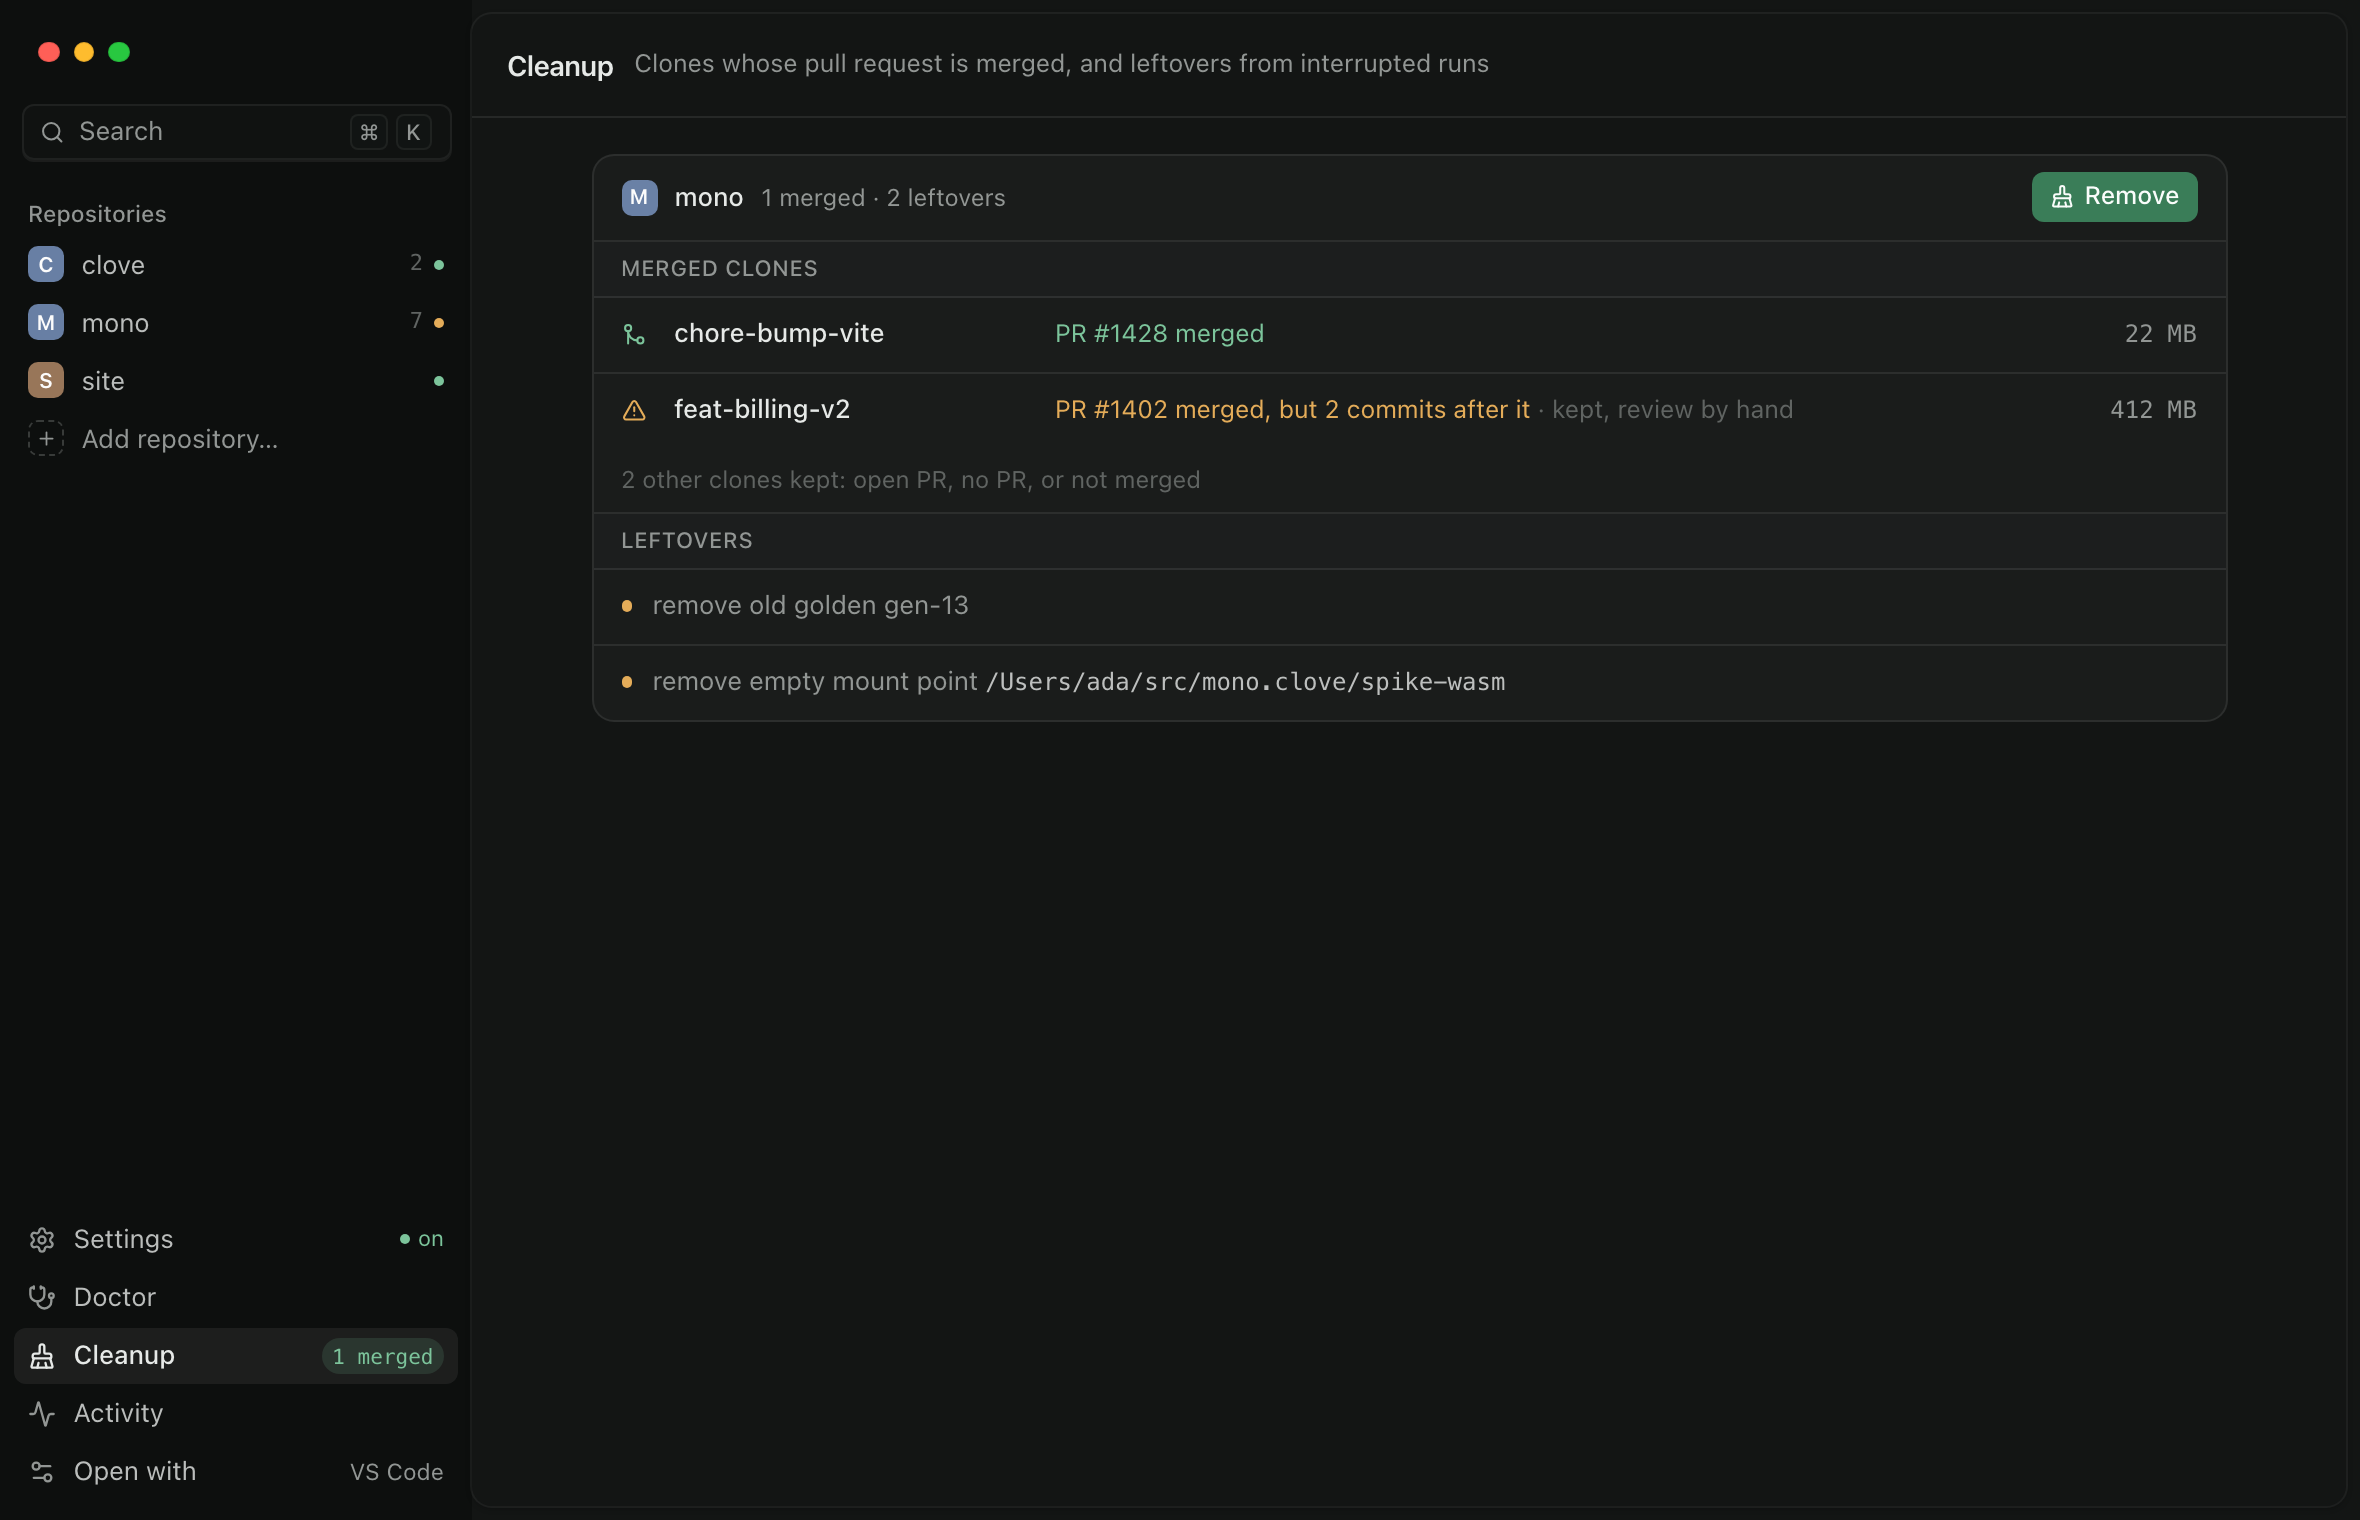 Search ⌘ K
Repositories
C clove 2
M mono 7
S site
+ Add repository...
Settings on
Doctor
Cleanup 1 merged
Activity
Open with VS Code
Cleanup Clones whose pull request is merged, and leftovers from interrupted runs
M mono 1 merged · 2 leftovers Remove
MERGED CLONES
chore-bump-vite PR #1428 merged 22 MB
feat-billing-v2 PR #1402 merged, but 2 commits after it · kept, review by hand 412 MB
2 other clones kept: open PR, no PR, or not merged
LEFTOVERS
remove old golden gen-13
remove empty mount point /Users/ada/src/mono.clove/spike-wasm